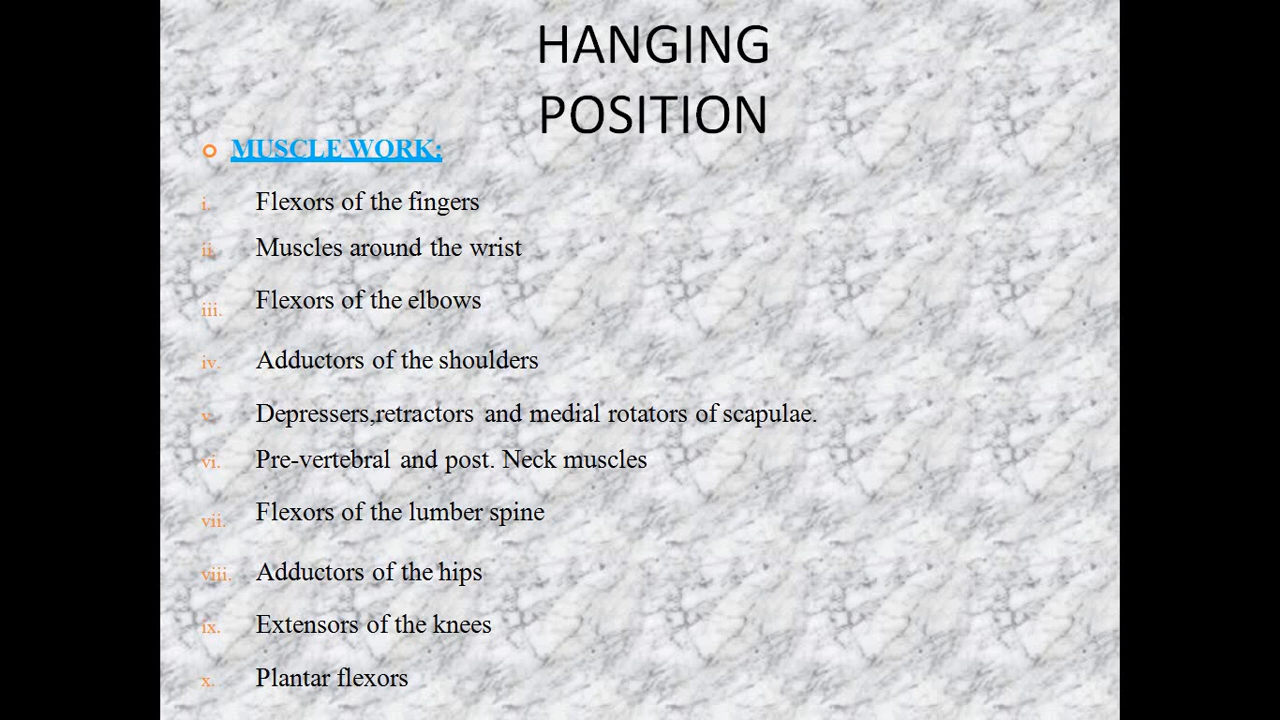 HANGING
POSITION
MUSCLE WORK:
i. Flexors of the fingers
ii. Muscles around the wrist
iii. Flexors of the elbows
iv. Adductors of the shoulders
v. Depressers,retractors and medial rotators of scapulae.
vi. Pre-vertebral and post. Neck muscles
vii. Flexors of the lumber spine
viii. Adductors of the hips
ix. Extensors of the knees
x. Plantar flexors